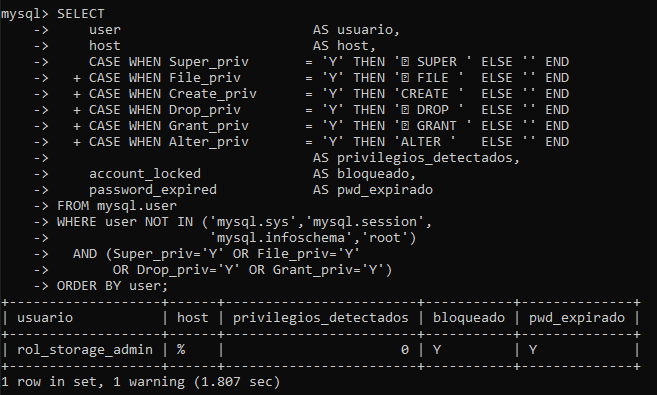 mysql> SELECT
    ->     user                        AS usuario,
    ->     host                        AS host,
    ->     CASE WHEN Super_priv       = 'Y' THEN '⍰ SUPER ' ELSE '' END
    ->   + CASE WHEN File_priv        = 'Y' THEN '⍰ FILE '  ELSE '' END
    ->   + CASE WHEN Create_priv      = 'Y' THEN 'CREATE '  ELSE '' END
    ->   + CASE WHEN Drop_priv        = 'Y' THEN '⍰ DROP '  ELSE '' END
    ->   + CASE WHEN Grant_priv       = 'Y' THEN '⍰ GRANT ' ELSE '' END
    ->   + CASE WHEN Alter_priv       = 'Y' THEN 'ALTER '   ELSE '' END
    ->                                 AS privilegios_detectados,
    ->     account_locked              AS bloqueado,
    ->     password_expired            AS pwd_expirado
    -> FROM mysql.user
    -> WHERE user NOT IN ('mysql.sys','mysql.session',
    ->                    'mysql.infoschema','root')
    ->   AND (Super_priv='Y' OR File_priv='Y'
    ->        OR Drop_priv='Y' OR Grant_priv='Y')
    -> ORDER BY user;
+-------------------+------+------------------------+-----------+--------------+
| usuario           | host | privilegios_detectados | bloqueado | pwd_expirado |
+-------------------+------+------------------------+-----------+--------------+
| rol_storage_admin | %    |                      0 | Y         | Y            |
+-------------------+------+------------------------+-----------+--------------+
1 row in set, 1 warning (1.807 sec)